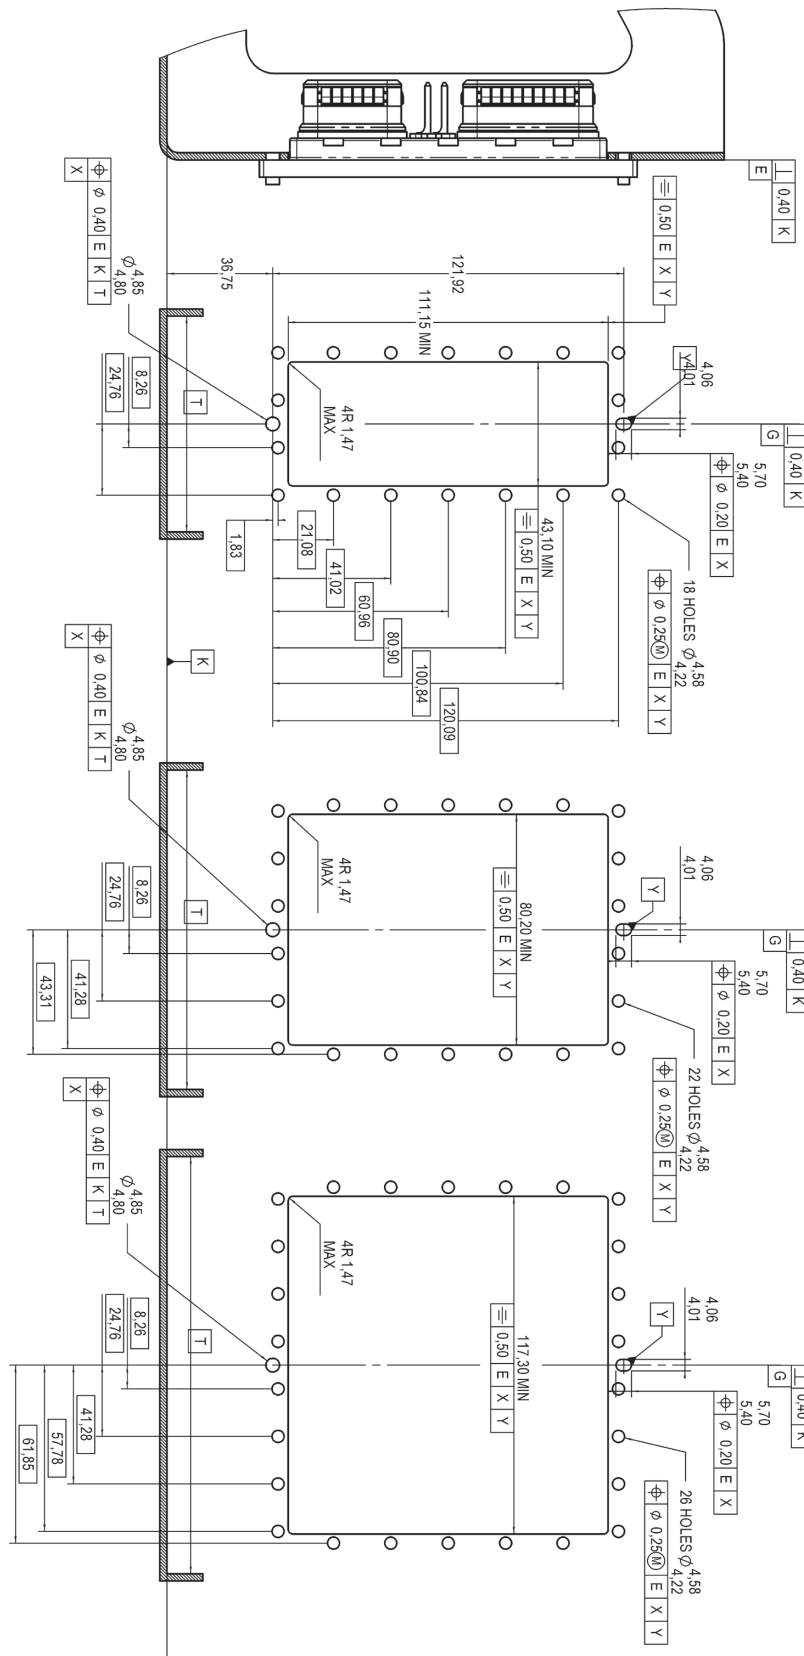 ⟂ 0,40 K
E
⌖ Ø 0,40 E K T
X
Ø 4,85
4,80
36,75
121,92
111,15 MIN
⌯ 0,50 E X Y
8,26
24,76
T
4R 1,47
MAX
Y
4,06
4,01
⟂ 0,40 K
G
5,70
5,40
⌖ Ø 0,20 E X
43,10 MIN
⌯ 0,50 E X Y
18 HOLES Ø 4,58
4,22
⌖ Ø 0,25Ⓜ E X Y
1,83
21,08
41,02
60,96
80,90
100,84
120,09
K
⌖ Ø 0,40 E K T
X
Ø 4,85
4,80
8,26
24,76
41,28
43,31
T
4R 1,47
MAX
80,20 MIN
⌯ 0,50 E X Y
4,06
4,01
Y
⟂ 0,40 K
G
5,70
5,40
⌖ Ø 0,20 E X
22 HOLES Ø 4,58
4,22
⌖ Ø 0,25Ⓜ E X Y
⌖ Ø 0,40 E K T
X
Ø 4,85
4,80
8,26
24,76
41,28
57,78
61,85
T
4R 1,47
MAX
117,30 MIN
⌯ 0,50 E X Y
4,06
4,01
Y
⟂ 0,40 K
G
5,70
5,40
⌖ Ø 0,20 E X
26 HOLES Ø 4,58
4,22
⌖ Ø 0,25Ⓜ E X Y